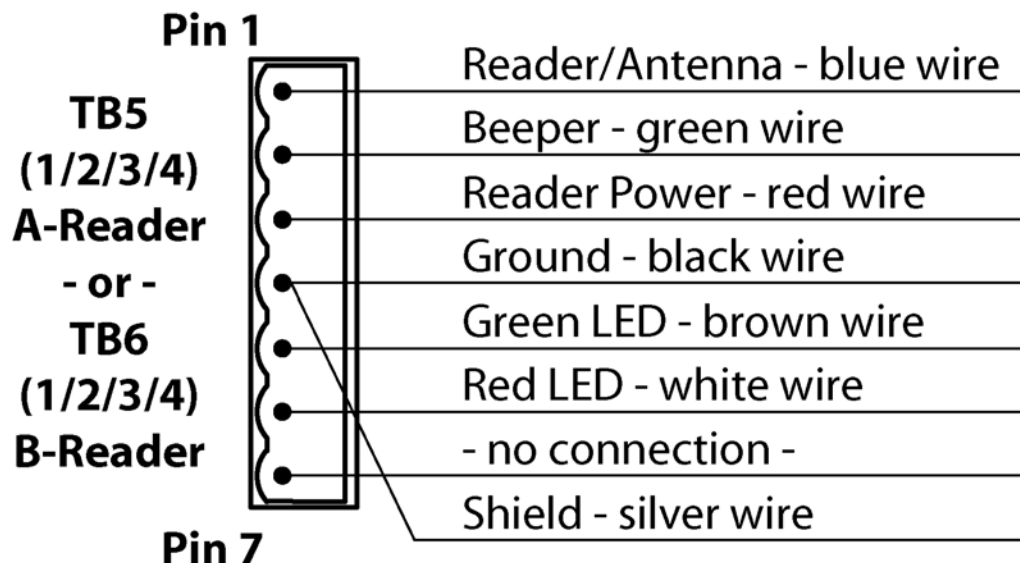 Pin 1
TB5
(1/2/3/4)
A-Reader
- or -
TB6
(1/2/3/4)
B-Reader
Pin 7
Reader/Antenna - blue wire
Beeper - green wire
Reader Power - red wire
Ground - black wire
Green LED - brown wire
Red LED - white wire
- no connection -
Shield - silver wire